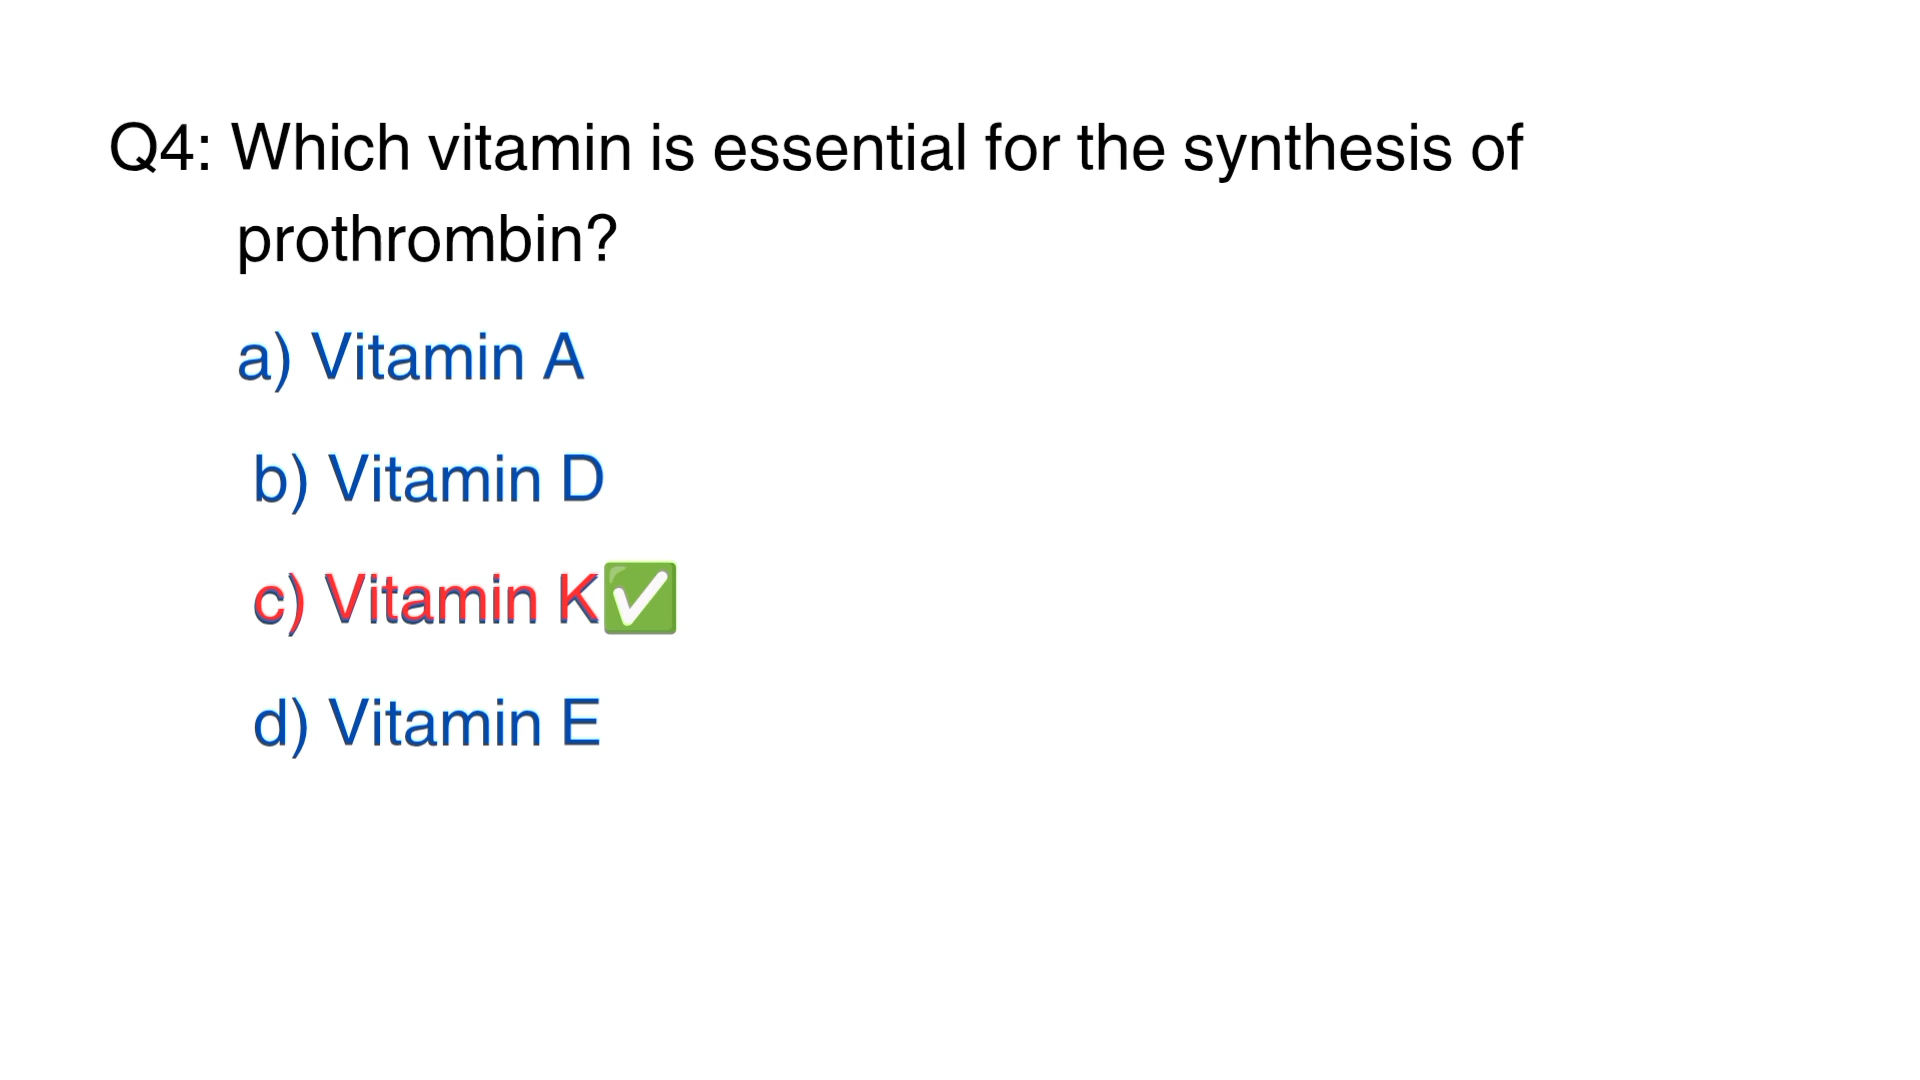 Q4: Which vitamin is essential for the synthesis of
prothrombin?
a) Vitamin A
b) Vitamin D
c) Vitamin K✅
d) Vitamin E